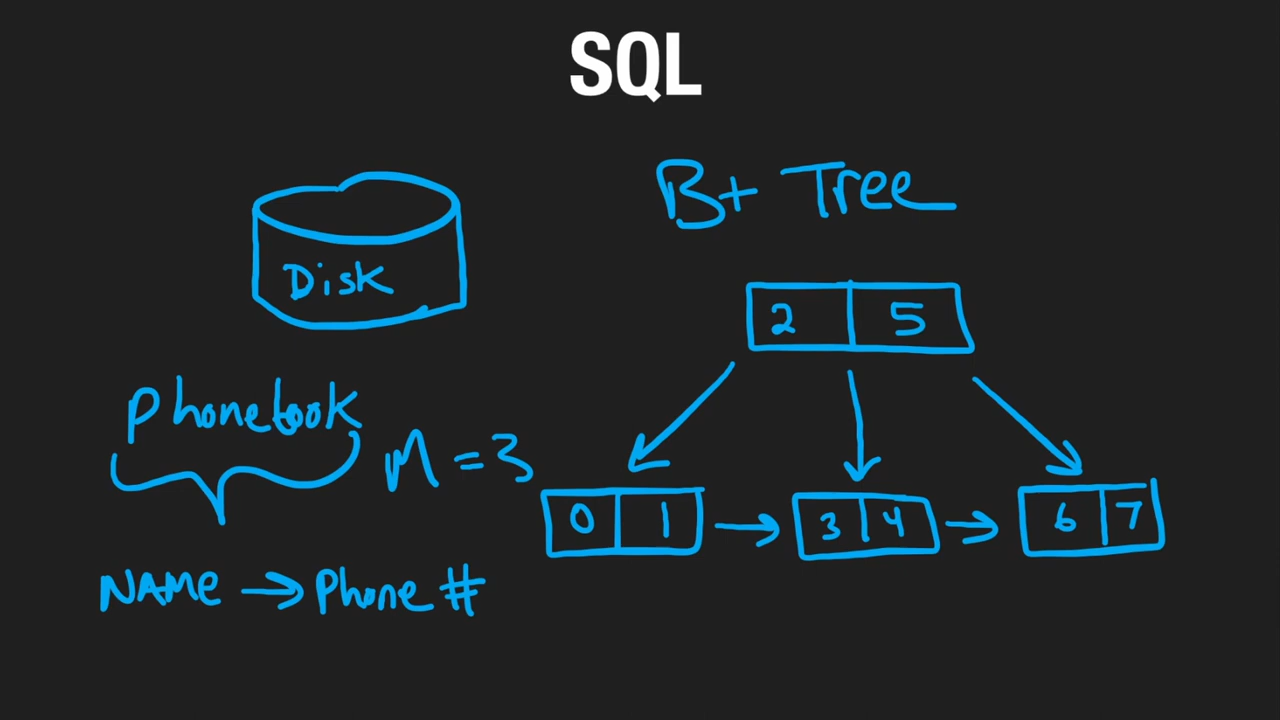 SQL
B+ Tree
Disk
2 5
Phonebook
M = 3
0 1 → 3 4 → 6 7
NAME → Phone #